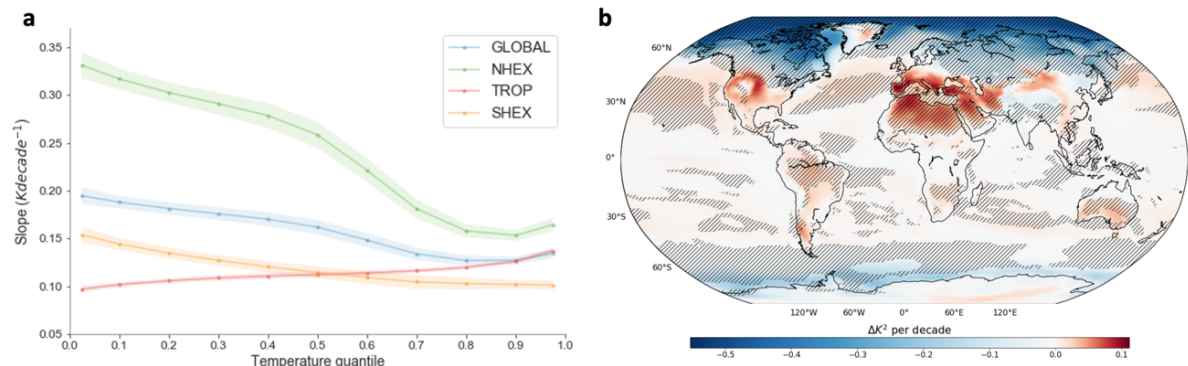 a
0.35
0.30
0.25
0.20
0.15
0.10
0.05
Slope (Kdecade⁻¹)
0.0 0.1 0.2 0.3 0.4 0.5 0.6 0.7 0.8 0.9 1.0
Temperature quantile
GLOBAL
NHEX
TROP
SHEX
b
60°N
30°N
0°
30°S
60°S
120°W 60°W 0° 60°E 120°E
ΔK² per decade
−0.5 −0.4 −0.3 −0.2 −0.1 0.0 0.1